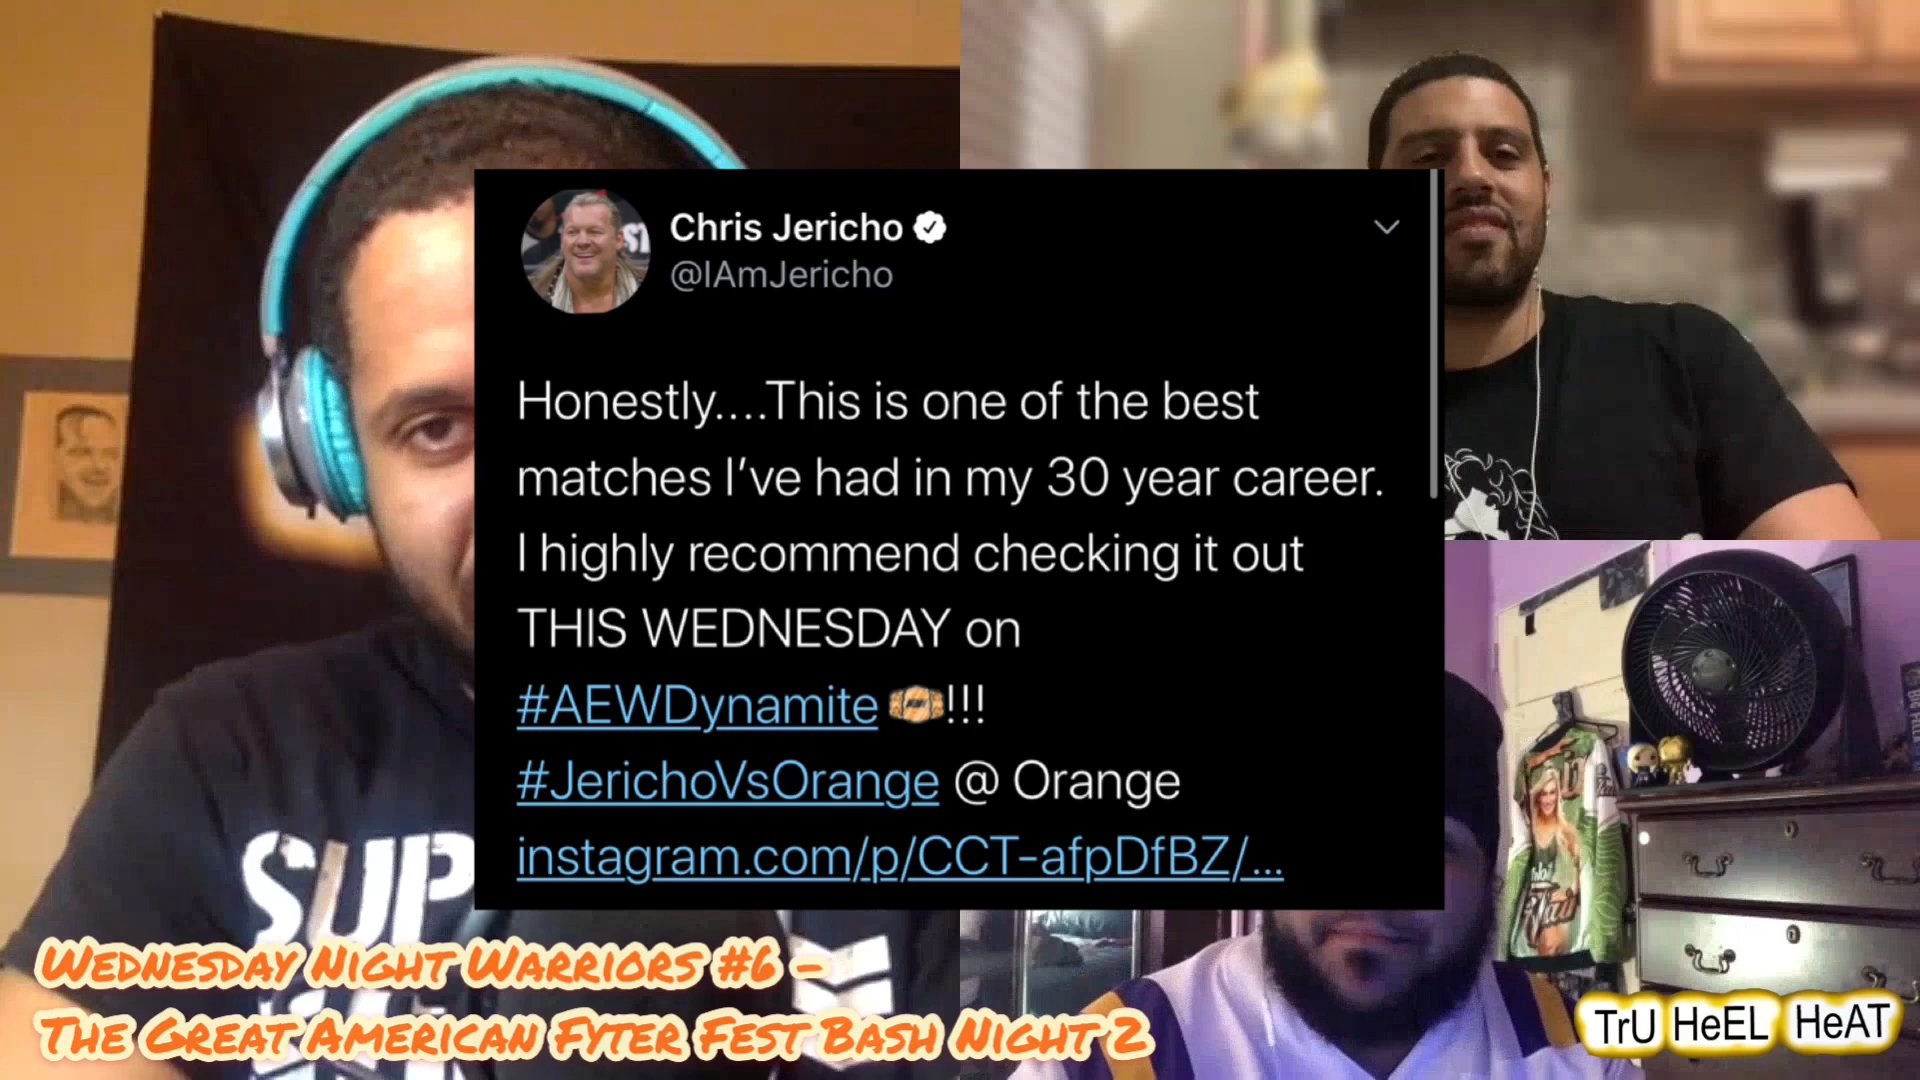 Chris Jericho
@IAmJericho
Honestly....This is one of the best
matches I've had in my 30 year career.
I highly recommend checking it out
THIS WEDNESDAY on
#AEWDynamite !!!
#JerichoVsOrange @ Orange
instagram.com/p/CCT-afpDfBZ/...
SUP
WEDNESDAY NIGHT WARRIORS #6 -
THE GREAT AMERICAN FYTER FEST BASH NIGHT 2
TrU HeEL HeAT